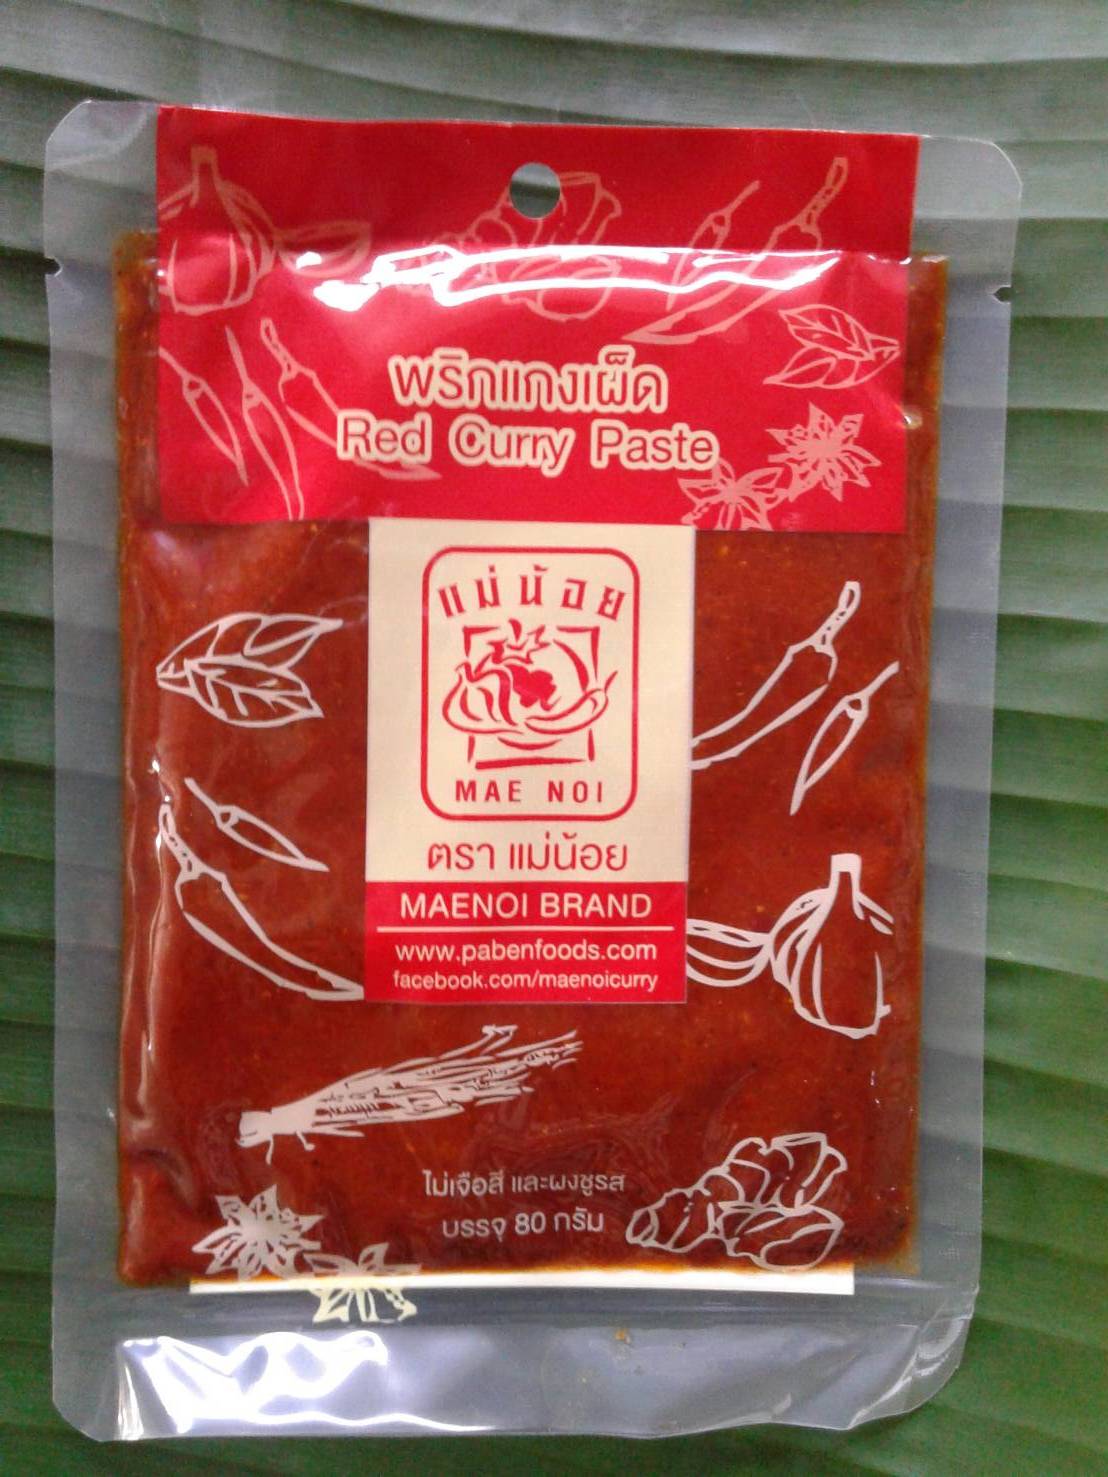 พริกแกงเผ็ด
Red Curry Paste
แม่น้อย
MAE NOI
ตรา แม่น้อย
MAENOI BRAND
www.pabenfoods.com
facebook.com/maenoicurry
ไม่เจือสี และผงชูรส
บรรจุ 80 กรัม